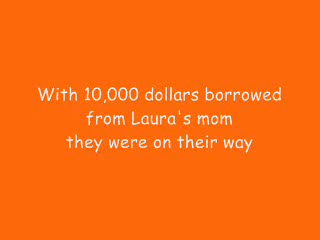 With 10,000 dollars borrowed
from Laura's mom
they were on their way